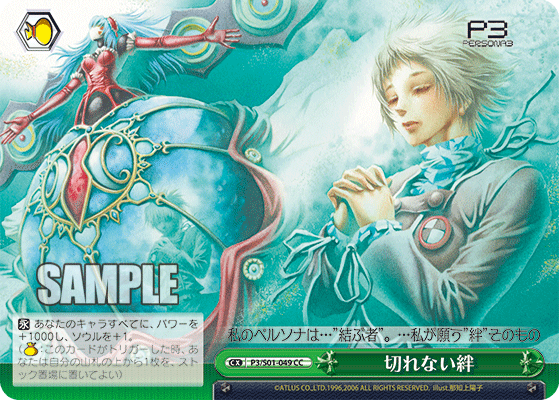 P3
PERSONA3
SAMPLE
永 あなたのキャラすべてに、パワーを
+1000し、ソウルを+1。
(　:このカードがトリガーした時、あ
なたは自分の山札の上から1枚を、スト
ック置場に置いてよい)
私のペルソナは…"結ぶ者"。…私が願う"絆"そのもの
CX P3/S01-049 CC 切れない絆
©ATLUS CO.,LTD.1996,2006 ALL RIGHTS RESERVED. Illust.那知上陽子